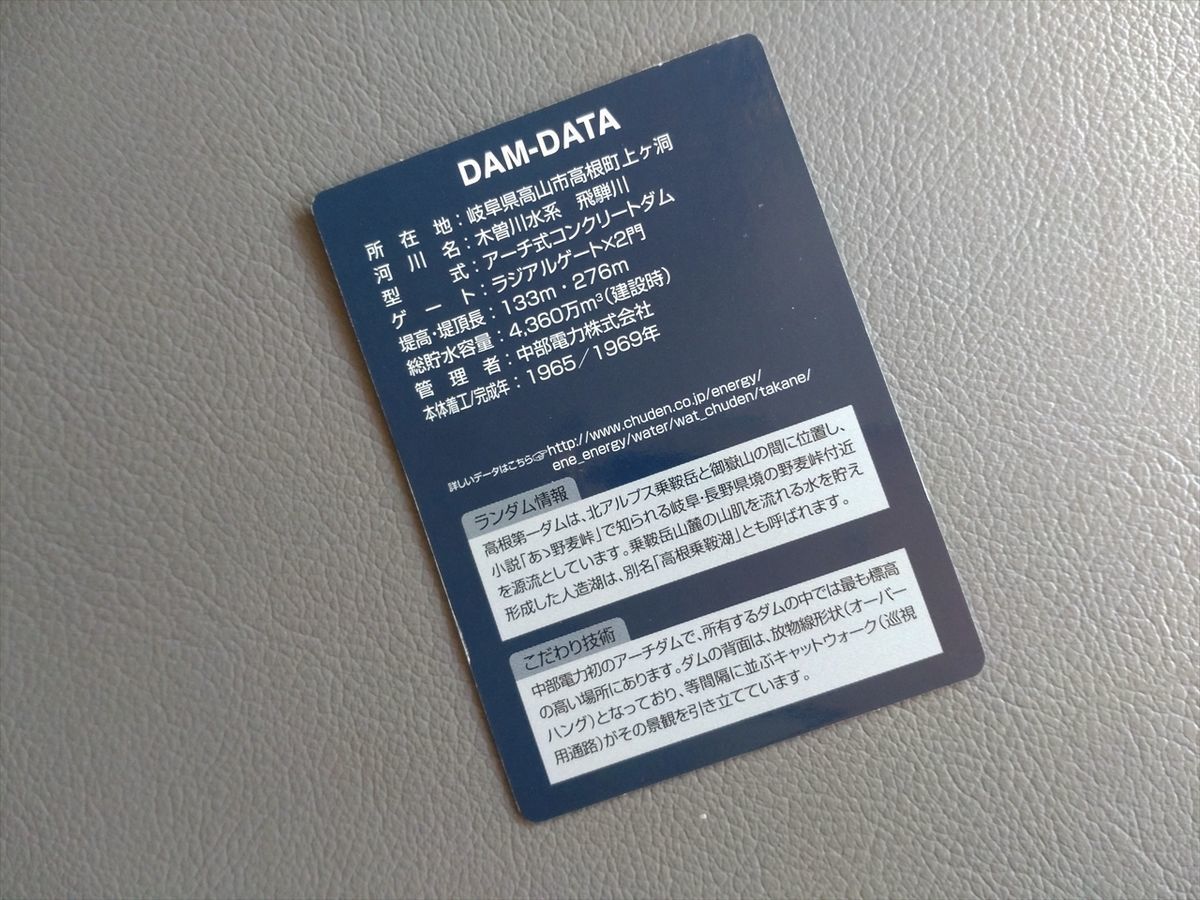 DAM-DATA
所在地：岐阜県高山市高根町上ヶ洞
河川名：木曽川水系　飛騨川
型式：アーチ式コンクリートダム
ゲート：ラジアルゲート×2門
堤高・堤頂長：133m・276m
総貯水容量：4,360万m³（建設時）
管理者：中部電力株式会社
本体着工/完成年：1965／1969年
詳しいデータはこちら☞http://www.chuden.co.jp/energy/
ene_energy/water/wat_chuden/takane/
ランダム情報
高根第一ダムは、北アルプス乗鞍岳と御嶽山の間に位置し、
小説「あゝ野麦峠」で知られる岐阜・長野県境の野麦峠付近
を源流としています。乗鞍岳山麓の山肌を流れる水を貯え
形成した人造湖は、別名「高根乗鞍湖」とも呼ばれます。
こだわり技術
中部電力初のアーチダムで、所有するダムの中では最も標高
の高い場所にあります。ダムの背面は、放物線形状（オーバー
ハング）となっており、等間隔に並ぶキャットウォーク（巡視
用通路）がその景観を引き立てています。